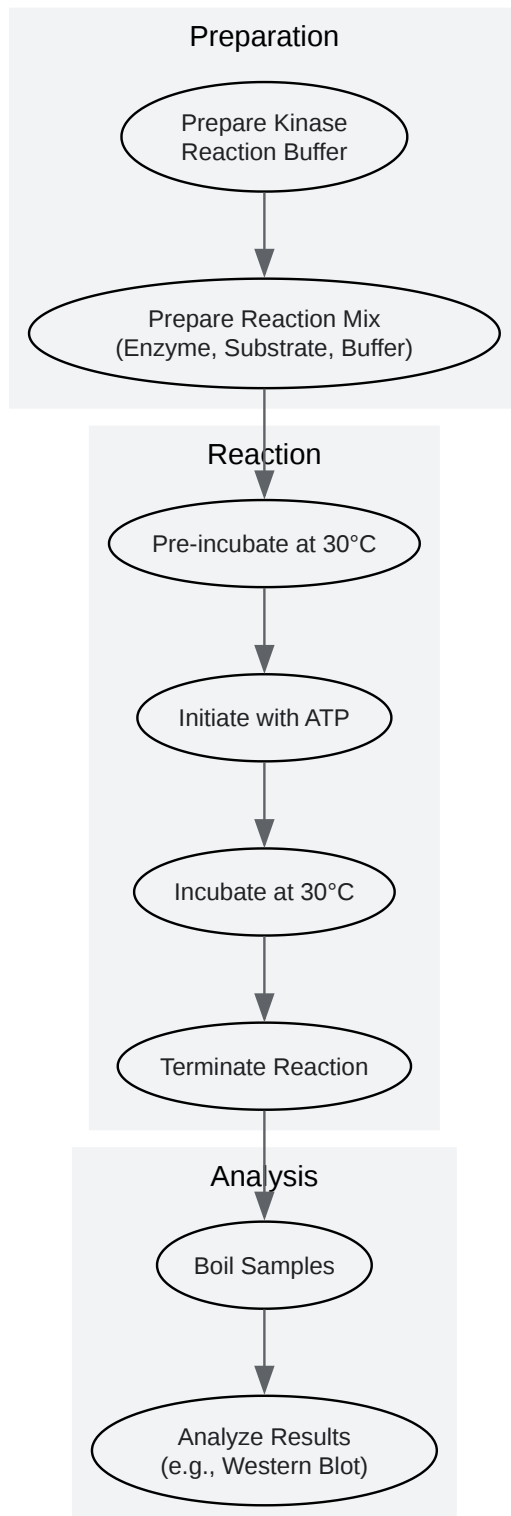 Preparation
Prepare Kinase
Reaction Buffer
Prepare Reaction Mix
(Enzyme, Substrate, Buffer)
Reaction
Pre-incubate at 30°C
Initiate with ATP
Incubate at 30°C
Terminate Reaction
Analysis
Boil Samples
Analyze Results
(e.g., Western Blot)